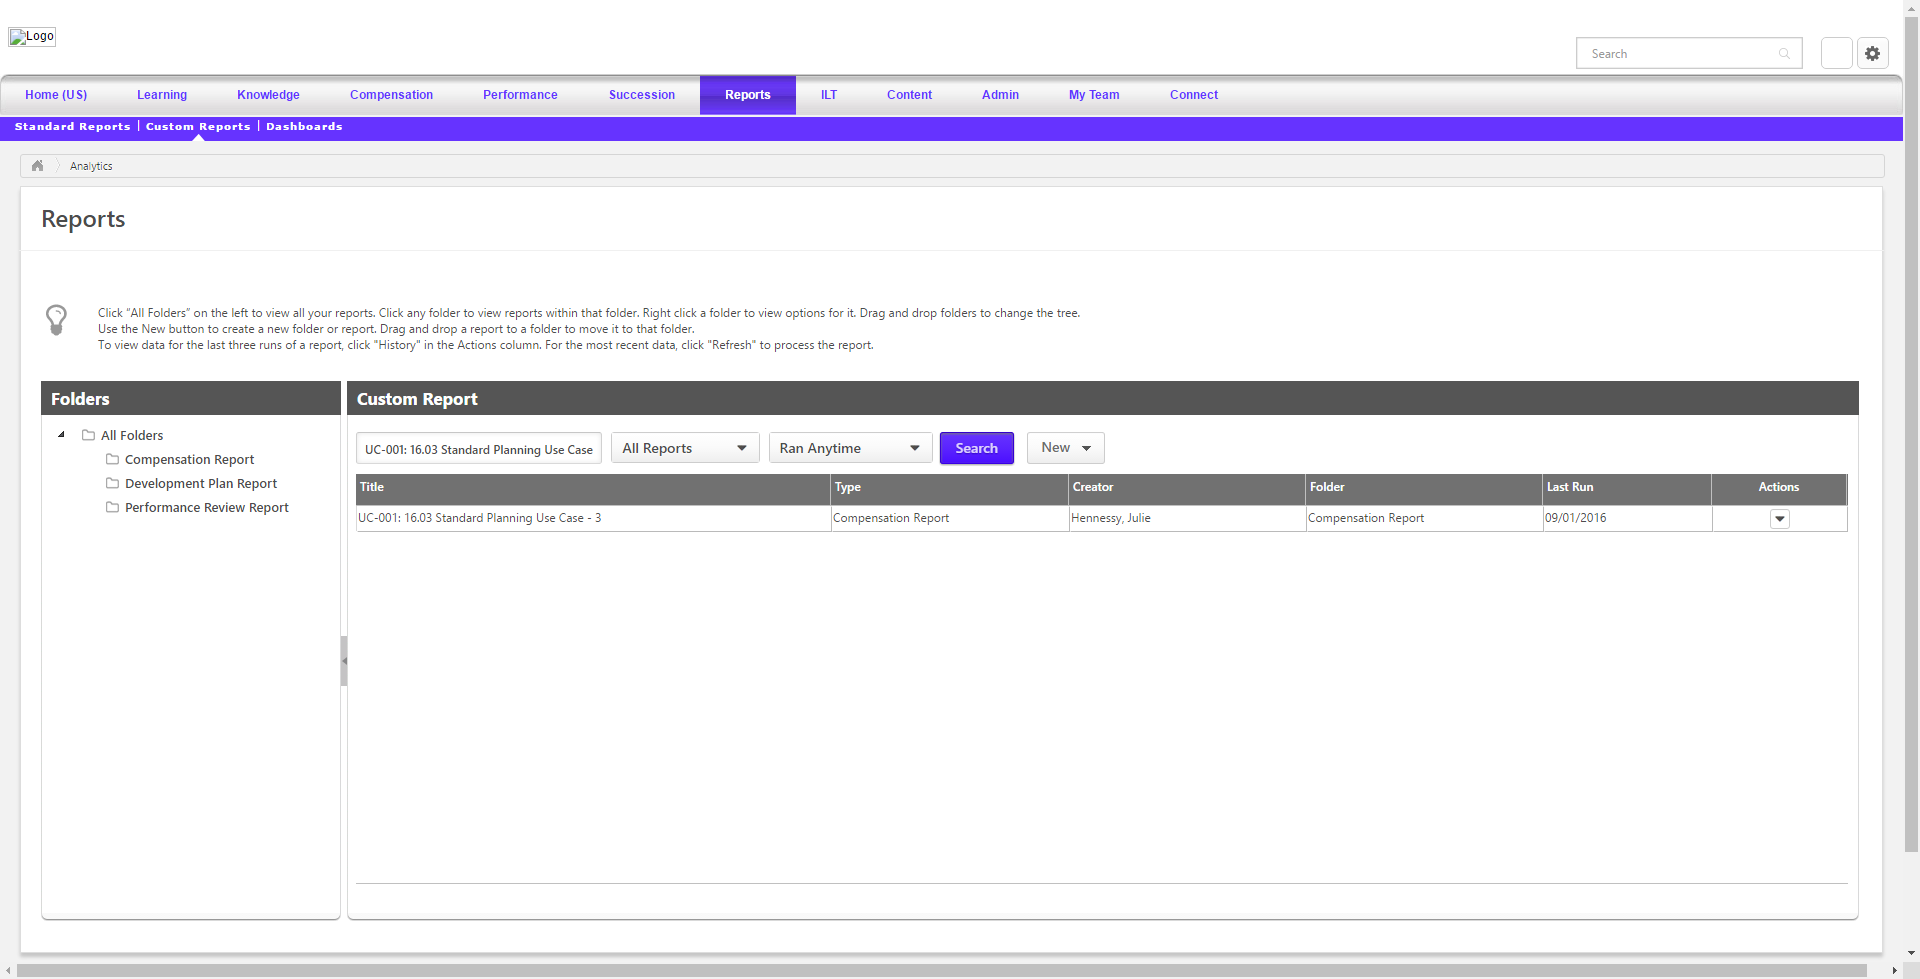 Logo
Search
Home (US) Learning Knowledge Compensation Performance Succession Reports ILT Content Admin My Team Connect
Standard Reports | Custom Reports | Dashboards
Analytics
Reports
Click "All Folders" on the left to view all your reports. Click any folder to view reports within that folder. Right click a folder to view options for it. Drag and drop folders to change the tree.
Use the New button to create a new folder or report. Drag and drop a report to a folder to move it to that folder.
To view data for the last three runs of a report, click "History" in the Actions column. For the most recent data, click "Refresh" to process the report.
Folders
All Folders
Compensation Report
Development Plan Report
Performance Review Report
Custom Report
UC-001: 16.03 Standard Planning Use Case All Reports Ran Anytime Search New
Title Type Creator Folder Last Run Actions
UC-001: 16.03 Standard Planning Use Case - 3 Compensation Report Hennessy, Julie Compensation Report 09/01/2016